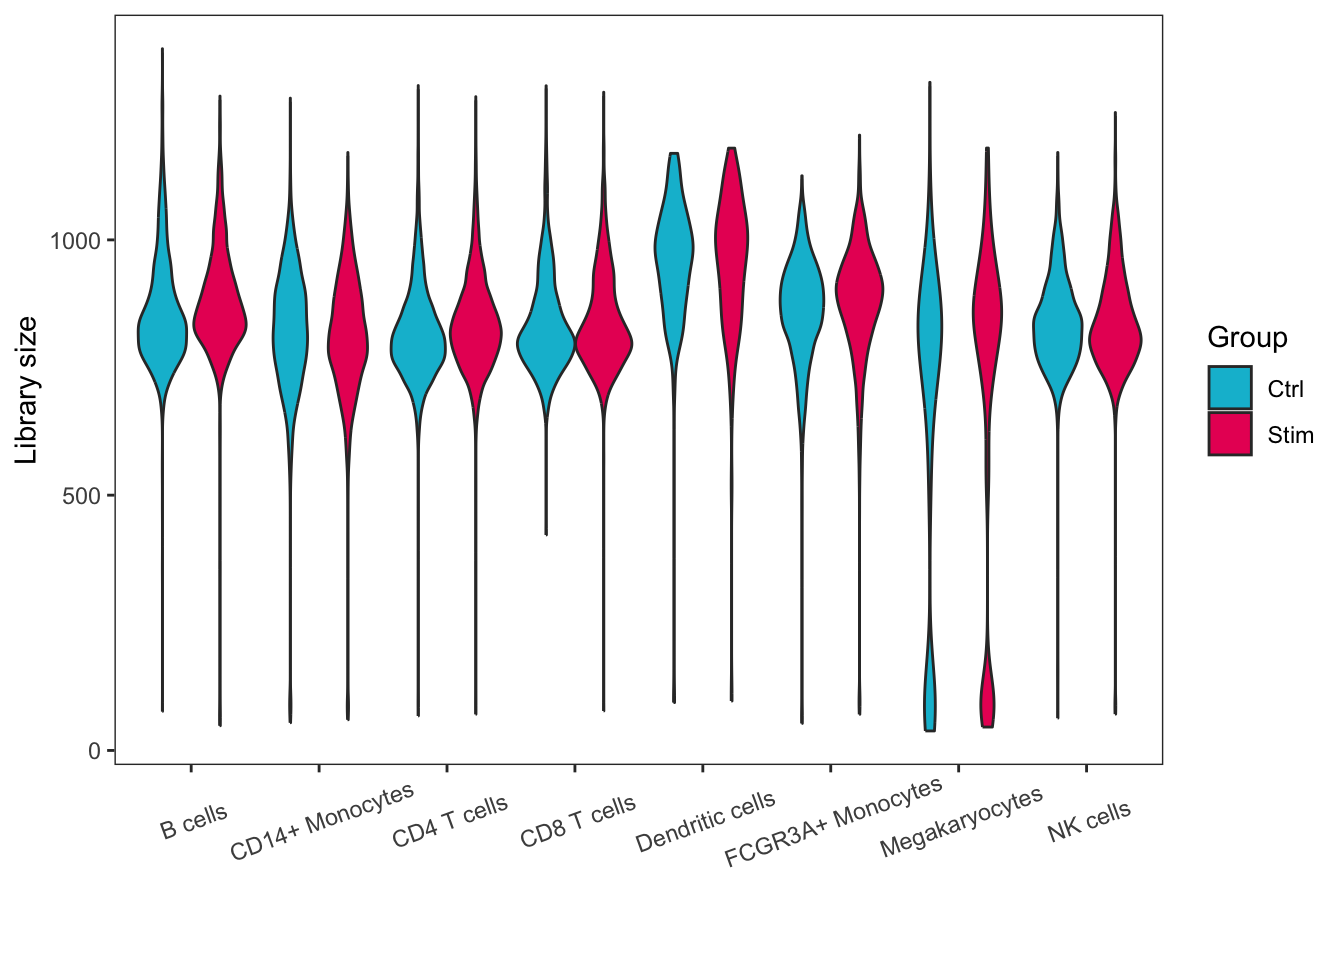 Library size
1000
500
0
B cells
CD14+ Monocytes
CD4 T cells
CD8 T cells
Dendritic cells
FCGR3A+ Monocytes
Megakaryocytes
NK cells
Group
Ctrl
Stim